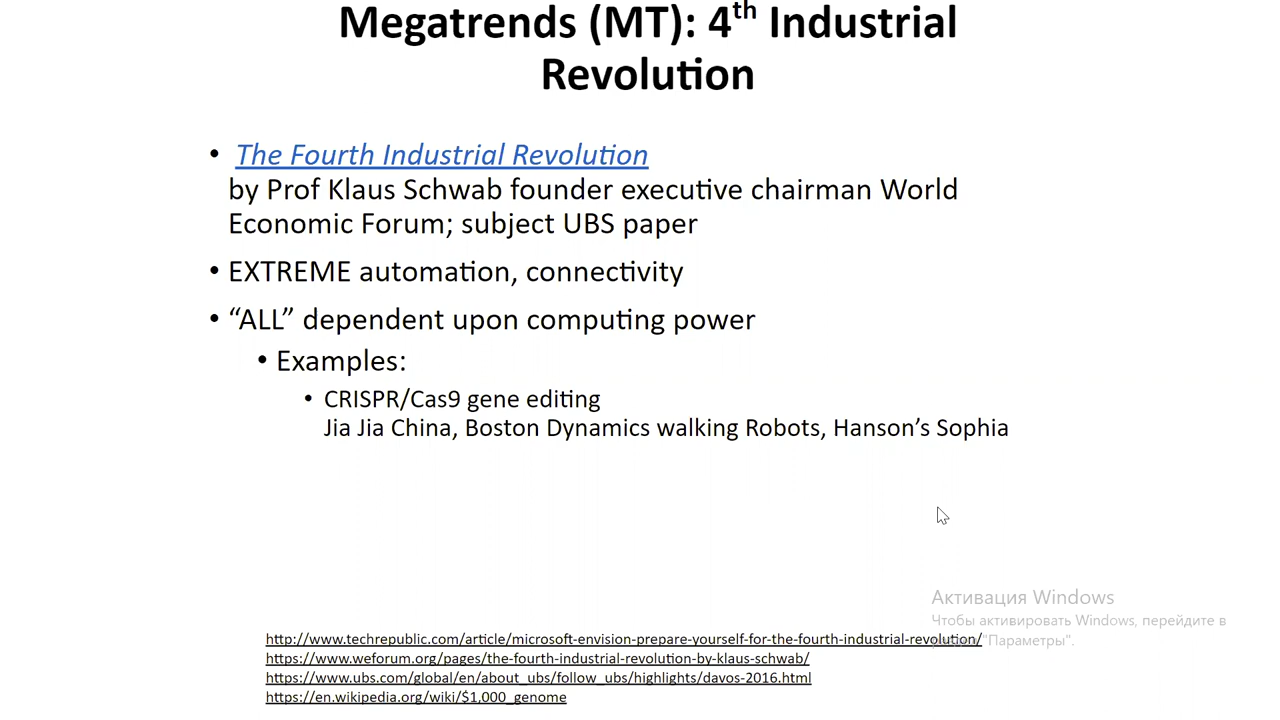 Megatrends (MT): 4th Industrial
Revolution
• The Fourth Industrial Revolution
by Prof Klaus Schwab founder executive chairman World
Economic Forum; subject UBS paper
• EXTREME automation, connectivity
• “ALL” dependent upon computing power
• Examples:
• CRISPR/Cas9 gene editing
Jia Jia China, Boston Dynamics walking Robots, Hanson’s Sophia
Активация Windows
Чтобы активировать Windows, перейдите в
"Параметры".
http://www.techrepublic.com/article/microsoft-envision-prepare-yourself-for-the-fourth-industrial-revolution/
https://www.weforum.org/pages/the-fourth-industrial-revolution-by-klaus-schwab/
https://www.ubs.com/global/en/about_ubs/follow_ubs/highlights/davos-2016.html
https://en.wikipedia.org/wiki/$1,000_genome